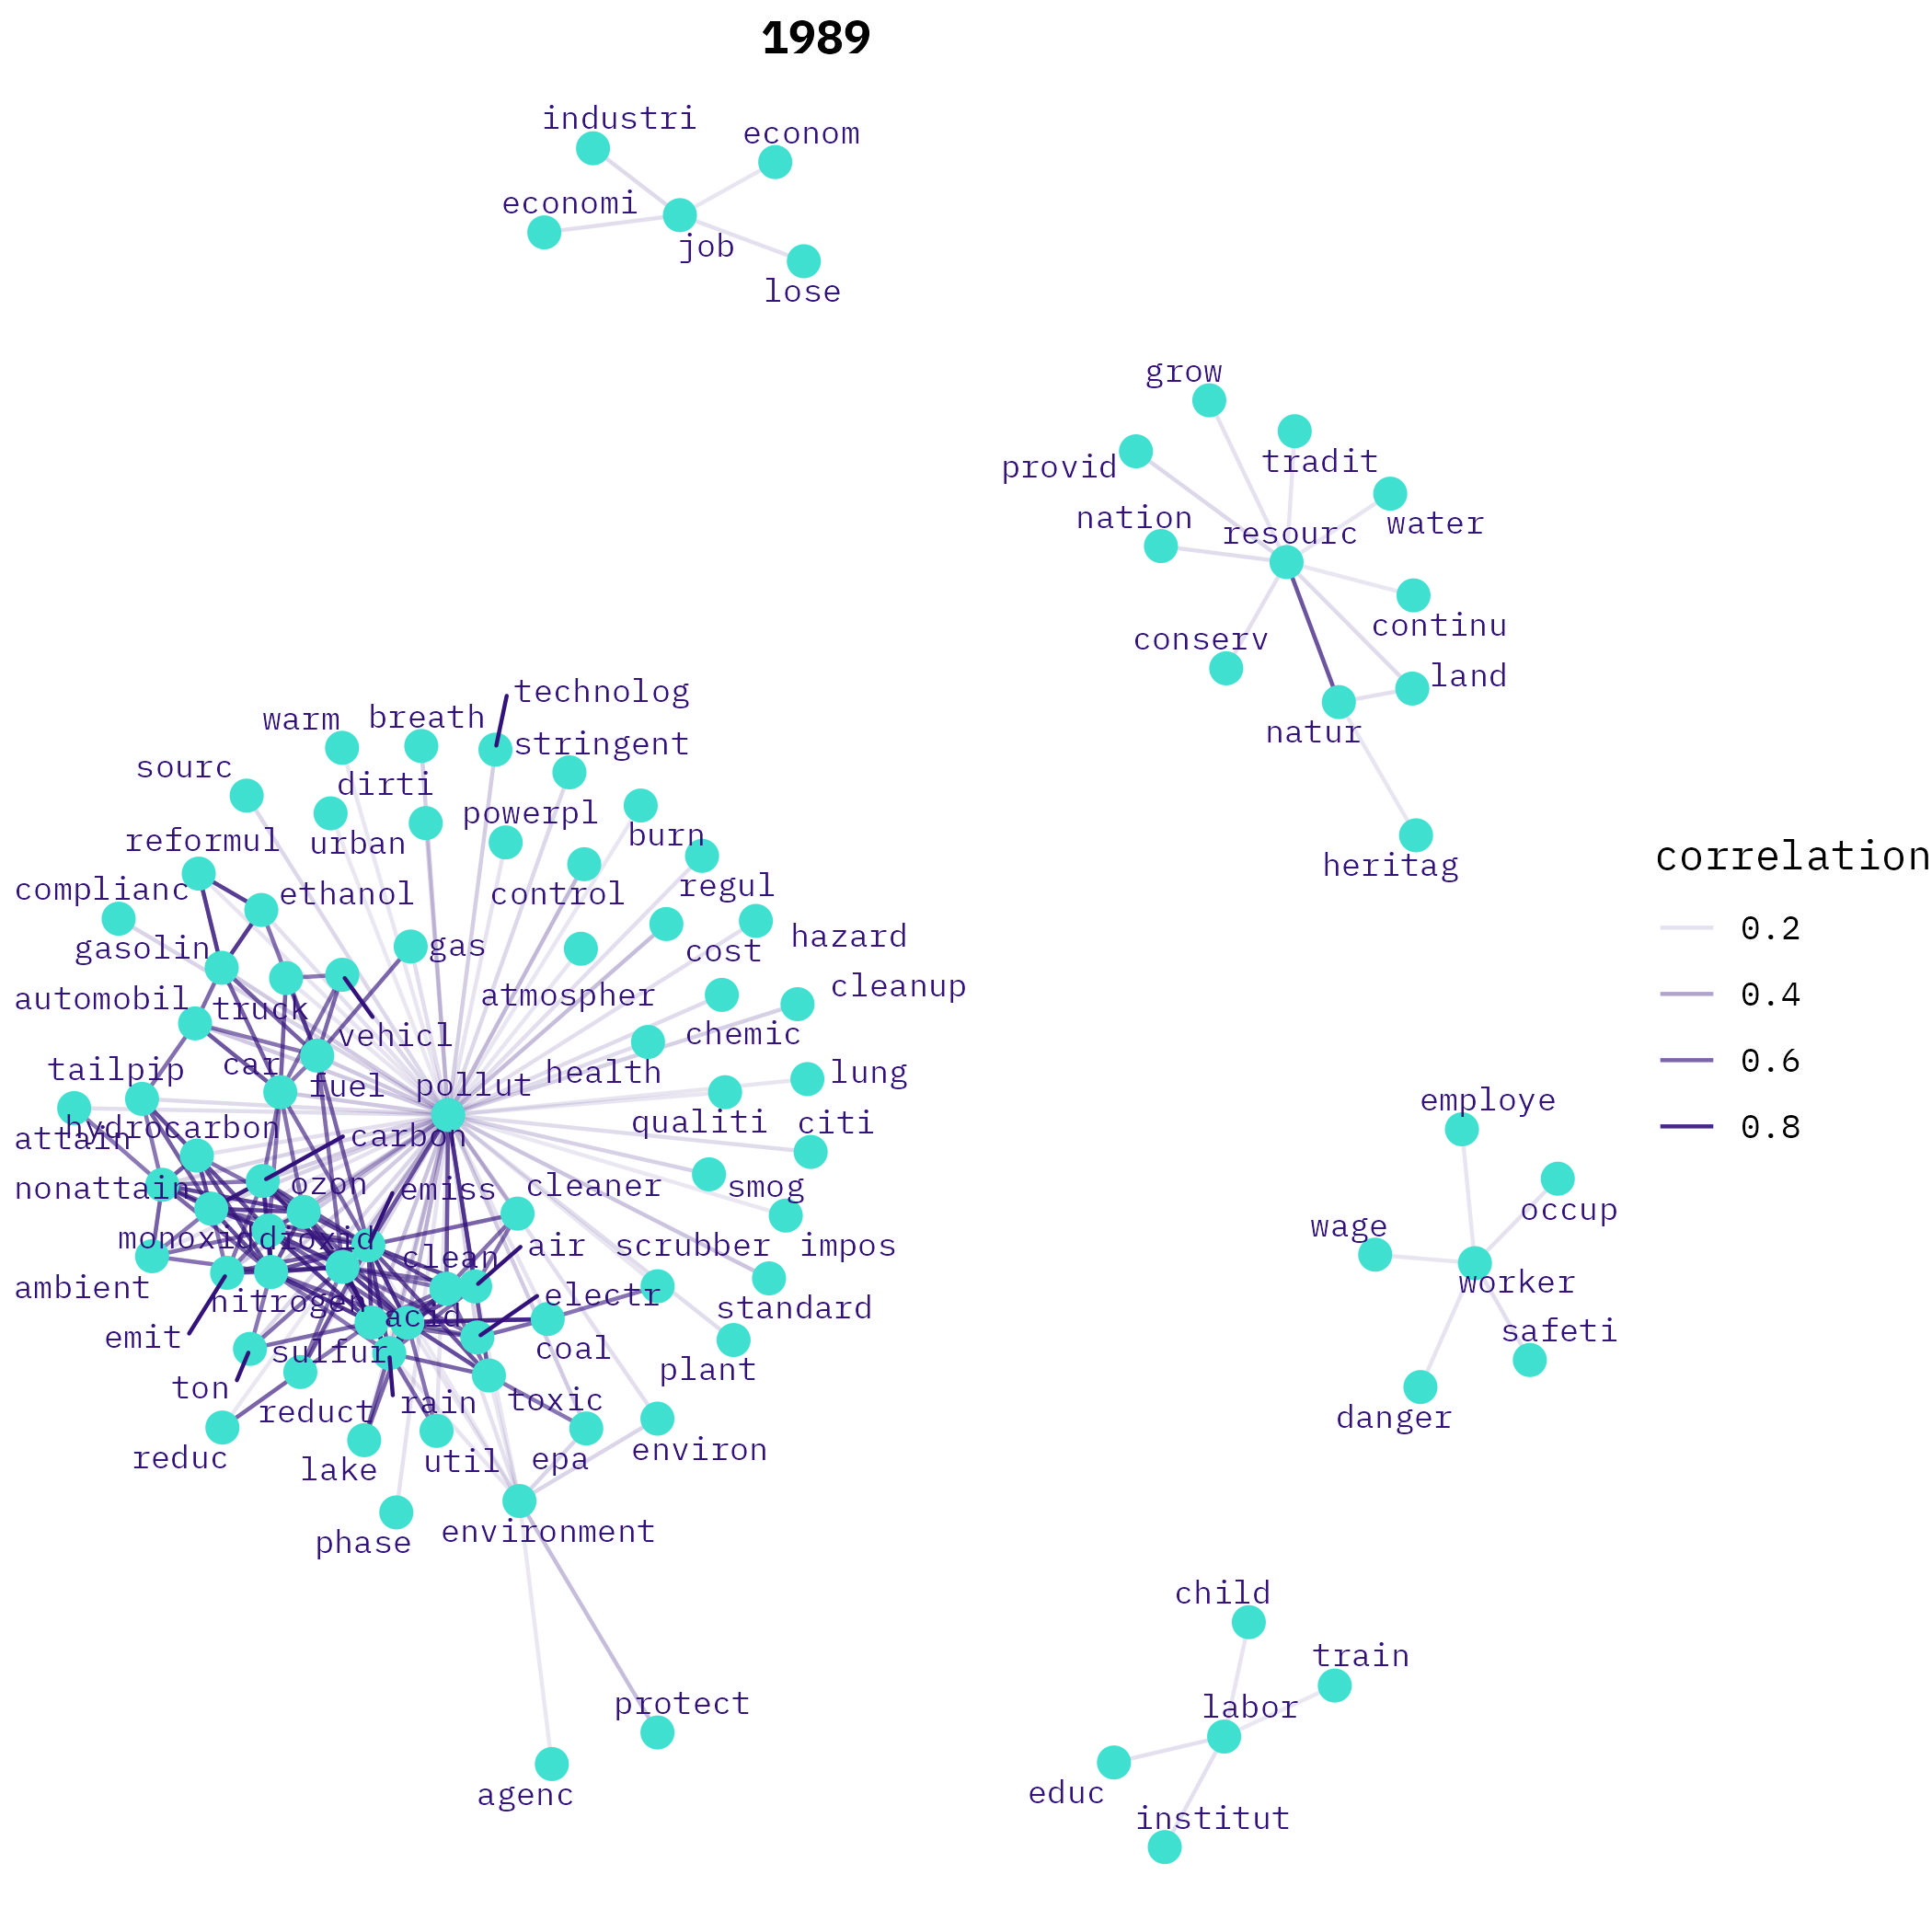 1989
industri
econom
economi
job
lose
grow
provid
tradit
nation
resourc
water
conserv
continu
land
natur
heritag
technolog
warm
breath
stringent
sourc
dirti
powerpl
reformul
urban
burn
complianc
ethanol
control
regul
gasolin
gas
cost
hazard
automobil
truck
atmospher
cleanup
vehicl
chemic
tailpip
car
fuel
pollut
health
lung
attain
hydrocarbon
carbon
qualiti
citi
nonattain
ozon
emiss
cleaner
smog
monoxid
dioxid
clean
air
scrubber
impos
ambient
nitrogen
acid
electr
standard
emit
sulfur
coal
plant
ton
reduct
rain
toxic
reduc
lake
util
epa
environ
phase
environment
protect
agenc
correlation
0.2
0.4
0.6
0.8
employe
occup
wage
worker
safeti
danger
child
train
labor
educ
institut